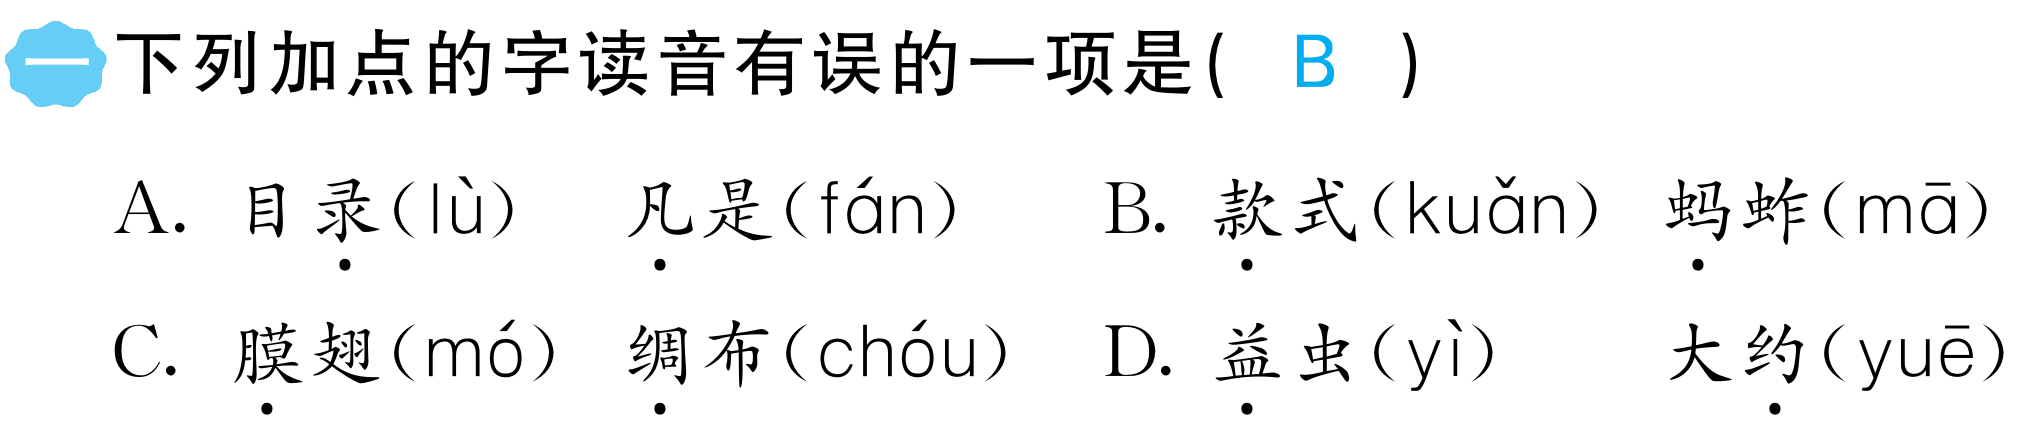 一 下列加点的字读音有误的一项是( B )
A. 目录(lù) 凡是(fán) B. 款式(kuǎn) 蚂蚱(mā)
C. 膜翅(mó) 绸布(chóu) D. 益虫(yì) 大约(yuē)